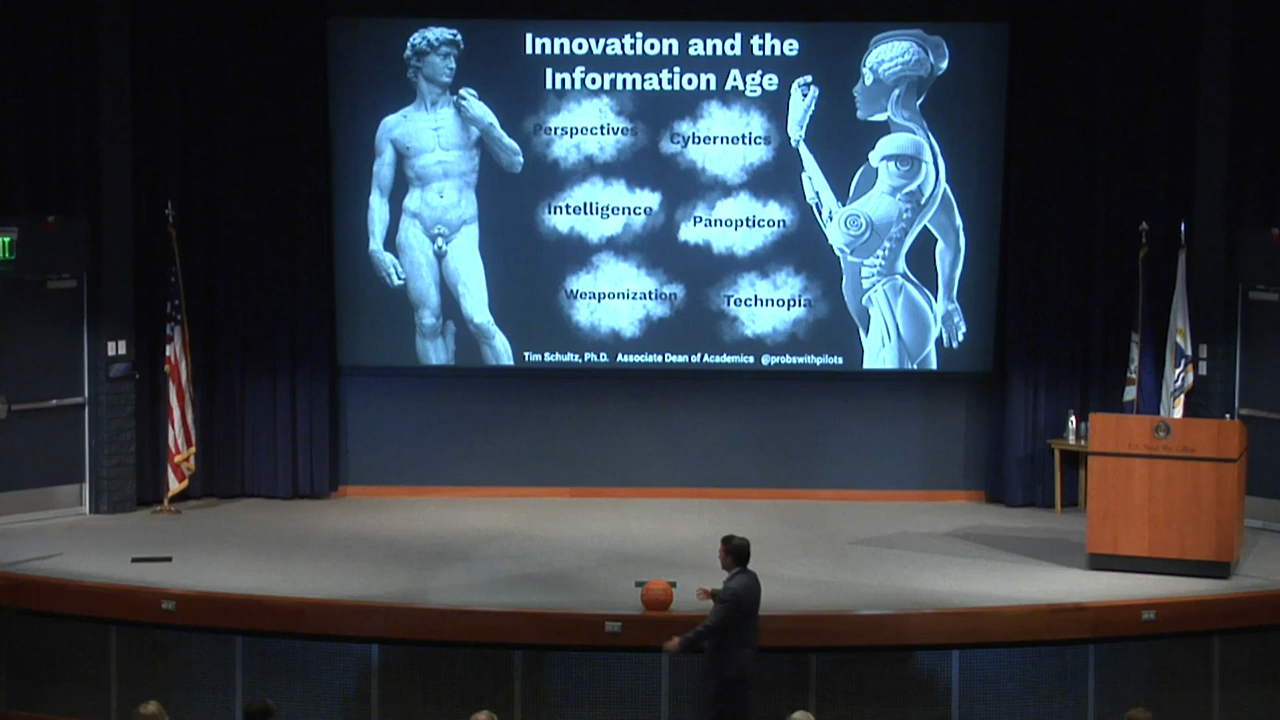 Innovation and the
Information Age
Perspectives
Cybernetics
Intelligence
Panopticon
Weaponization
Technopia
Tim Schultz, Ph.D. Associate Dean of Academics @probswithpilots